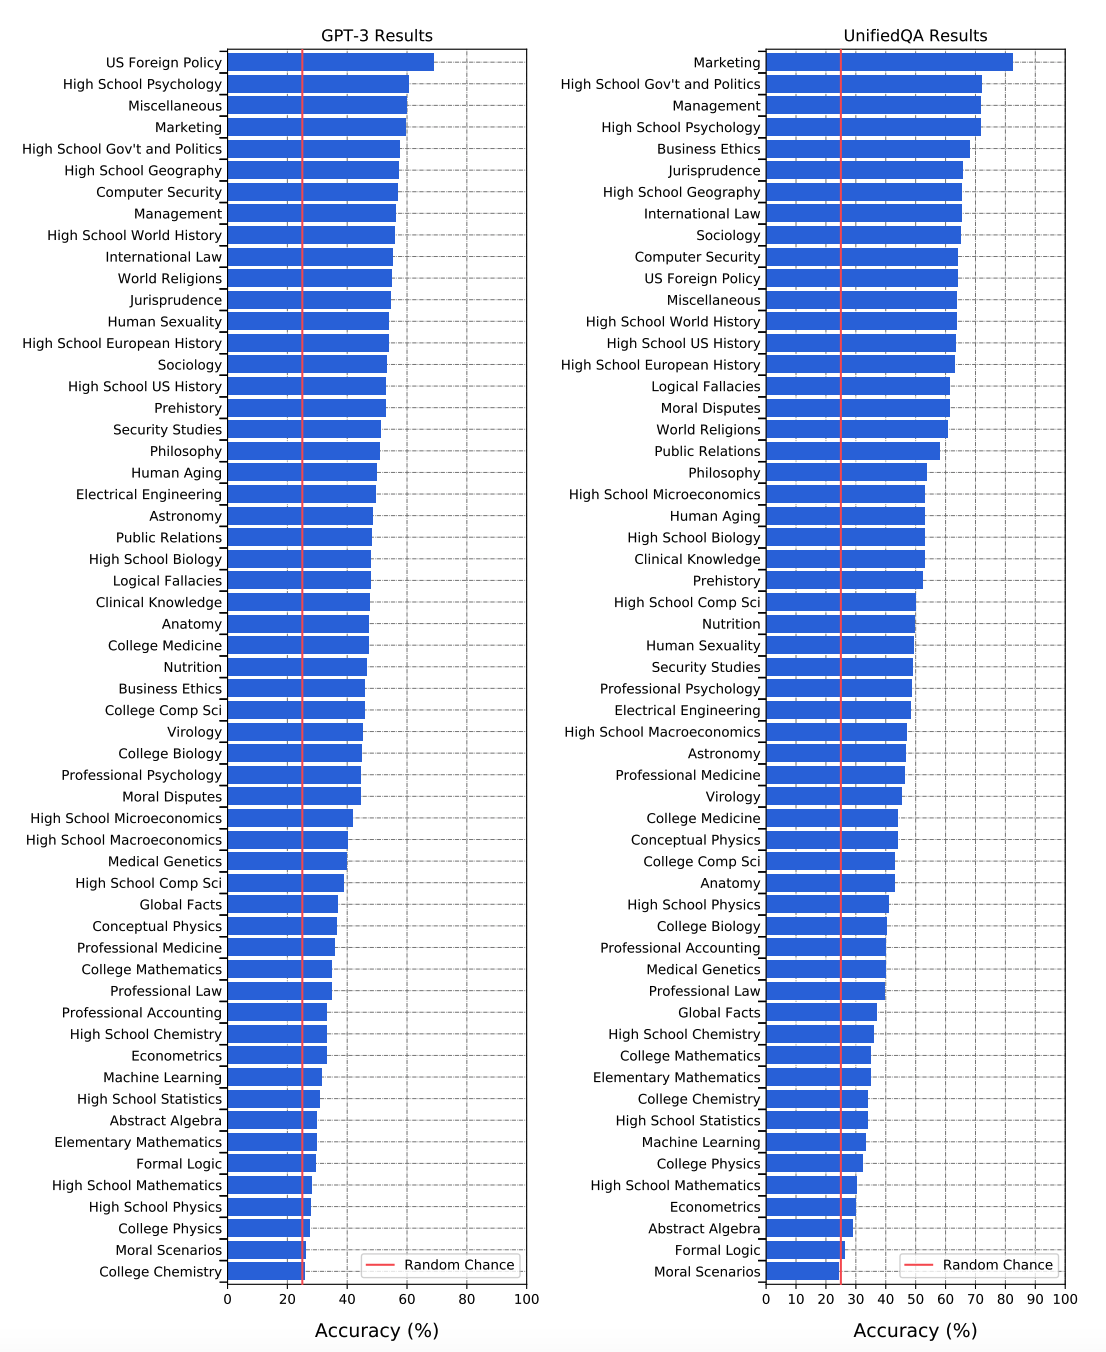 GPT-3 Results
US Foreign Policy
High School Psychology
Miscellaneous
Marketing
High School Gov't and Politics
High School Geography
Computer Security
Management
High School World History
International Law
World Religions
Jurisprudence
Human Sexuality
High School European History
Sociology
High School US History
Prehistory
Security Studies
Philosophy
Human Aging
Electrical Engineering
Astronomy
Public Relations
High School Biology
Logical Fallacies
Clinical Knowledge
Anatomy
College Medicine
Nutrition
Business Ethics
College Comp Sci
Virology
College Biology
Professional Psychology
Moral Disputes
High School Microeconomics
High School Macroeconomics
Medical Genetics
High School Comp Sci
Global Facts
Conceptual Physics
Professional Medicine
College Mathematics
Professional Law
Professional Accounting
High School Chemistry
Econometrics
Machine Learning
High School Statistics
Abstract Algebra
Elementary Mathematics
Formal Logic
High School Mathematics
High School Physics
College Physics
Moral Scenarios
College Chemistry
Random Chance
0 20 40 60 80 100
Accuracy (%)
UnifiedQA Results
Marketing
High School Gov't and Politics
Management
High School Psychology
Business Ethics
Jurisprudence
High School Geography
International Law
Sociology
Computer Security
US Foreign Policy
Miscellaneous
High School World History
High School US History
High School European History
Logical Fallacies
Moral Disputes
World Religions
Public Relations
Philosophy
High School Microeconomics
Human Aging
High School Biology
Clinical Knowledge
Prehistory
High School Comp Sci
Nutrition
Human Sexuality
Security Studies
Professional Psychology
Electrical Engineering
High School Macroeconomics
Astronomy
Professional Medicine
Virology
College Medicine
Conceptual Physics
College Comp Sci
Anatomy
High School Physics
College Biology
Professional Accounting
Medical Genetics
Professional Law
Global Facts
High School Chemistry
College Mathematics
Elementary Mathematics
College Chemistry
High School Statistics
Machine Learning
College Physics
High School Mathematics
Econometrics
Abstract Algebra
Formal Logic
Moral Scenarios
Random Chance
0 10 20 30 40 50 60 70 80 90 100
Accuracy (%)